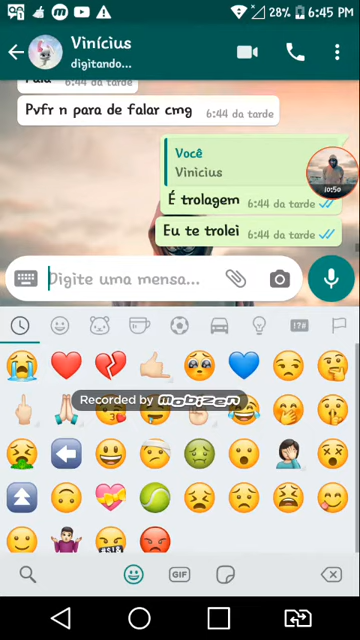 28% 6:45 PM
Vinícius
digitando...
6:44 da tarde
Pvfr n para de falar cmg 6:44 da tarde
Você
Vinicius
10:50
É trolagem 6:44 da tarde
Eu te trolei 6:44 da tarde
Digite uma mensa...
17#
Recorded by mobizen
GIF